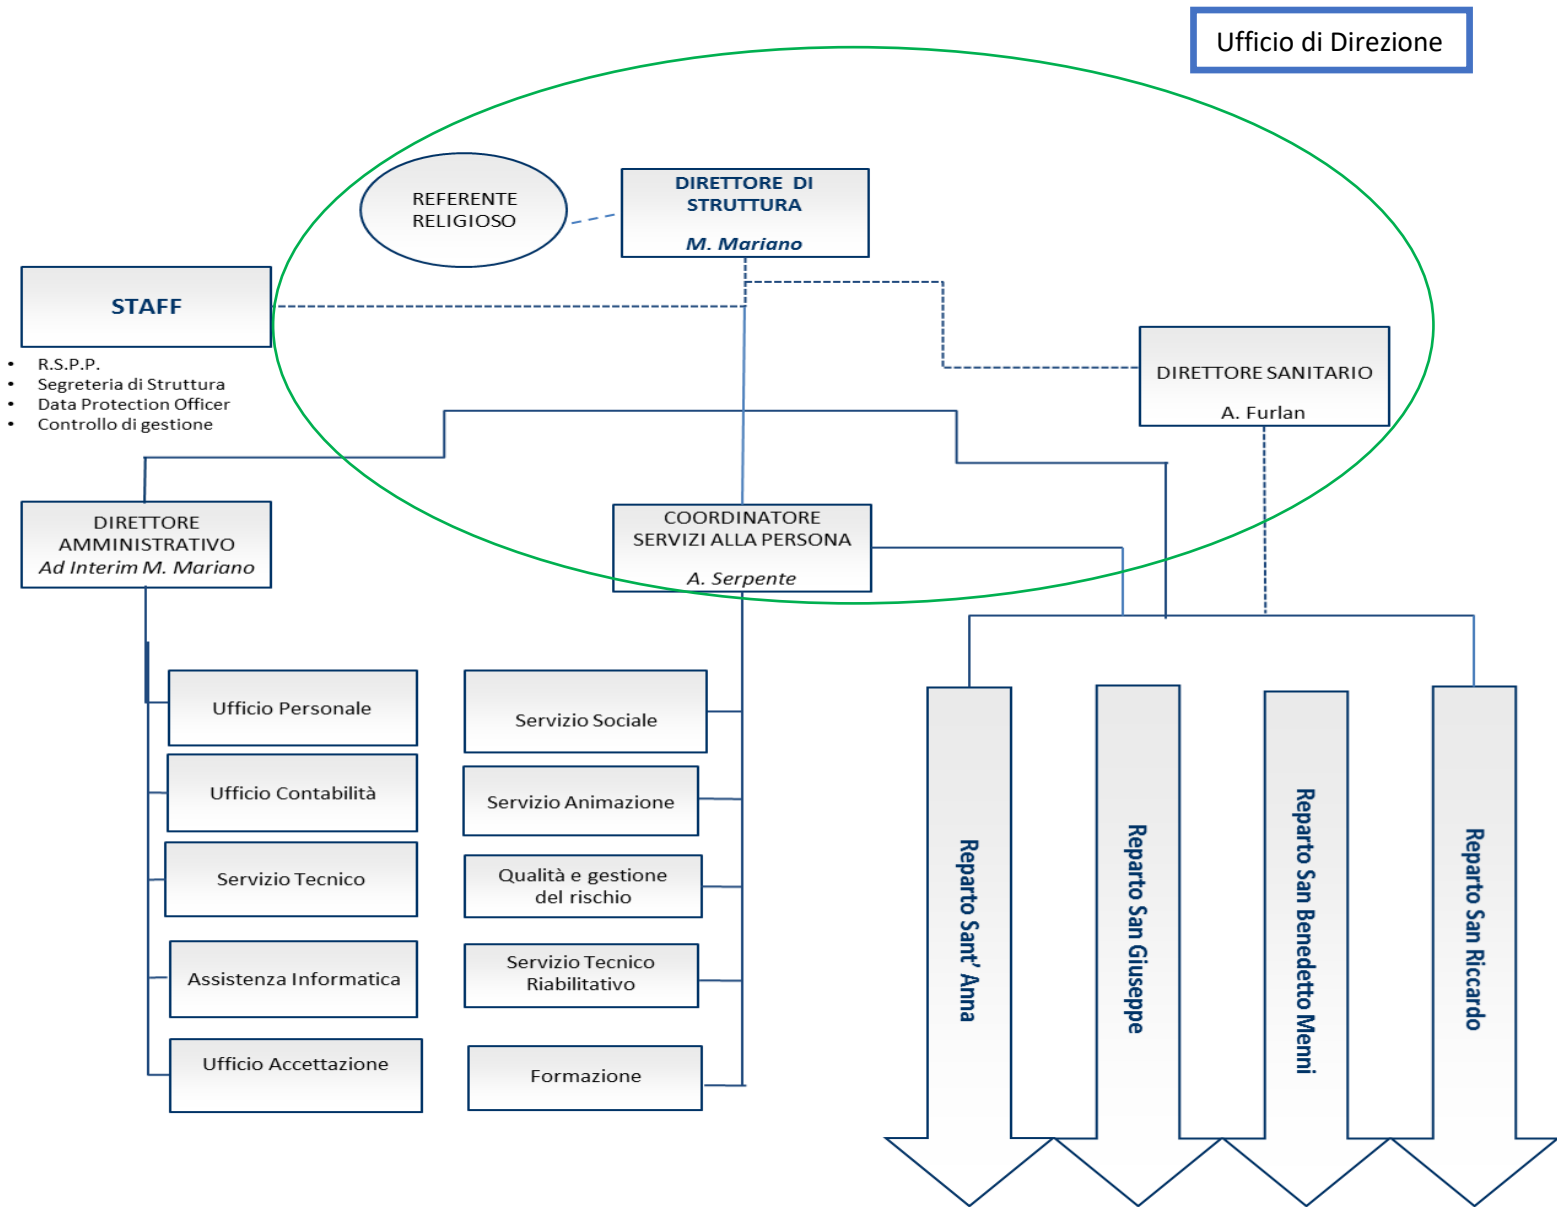 Ufficio di Direzione
REFERENTE
RELIGIOSO
DIRETTORE DI
STRUTTURA
M. Mariano
STAFF
• R.S.P.P.
• Segreteria di Struttura
• Data Protection Officer
• Controllo di gestione
DIRETTORE SANITARIO
A. Furlan
DIRETTORE
AMMINISTRATIVO
Ad Interim M. Mariano
COORDINATORE
SERVIZI ALLA PERSONA
A. Serpente
Ufficio Personale
Ufficio Contabilità
Servizio Tecnico
Assistenza Informatica
Ufficio Accettazione
Servizio Sociale
Servizio Animazione
Qualità e gestione
del rischio
Servizio Tecnico
Riabilitativo
Formazione
Reparto Sant' Anna
Reparto San Giuseppe
Reparto San Benedetto Menni
Reparto San Riccardo